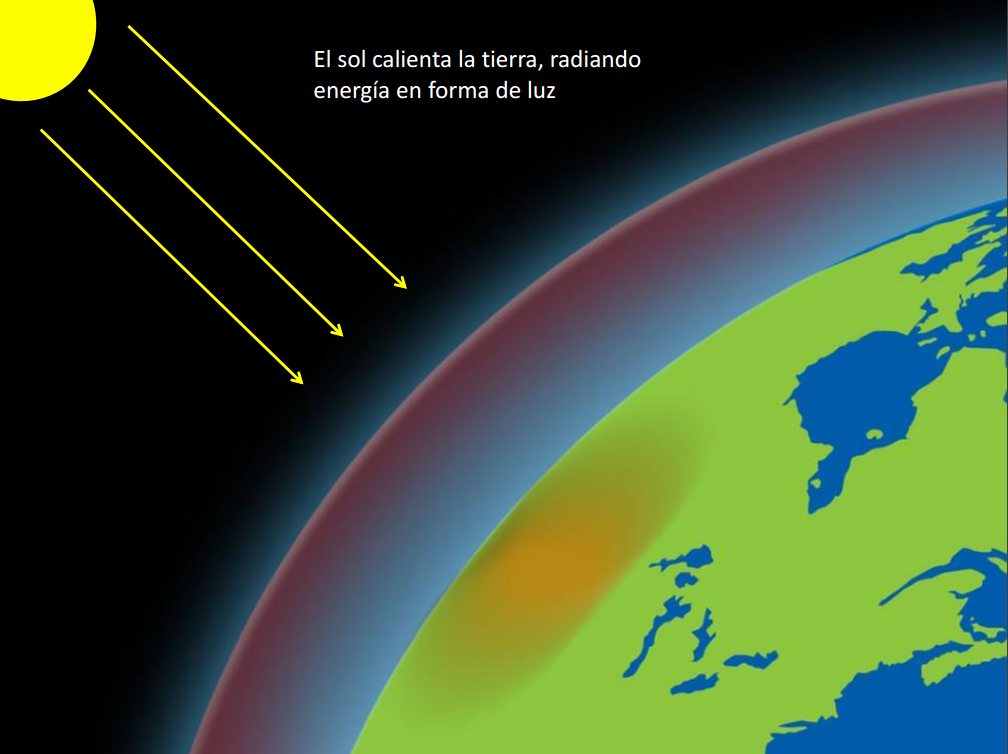 El sol calienta la tierra, radiando
energía en forma de luz